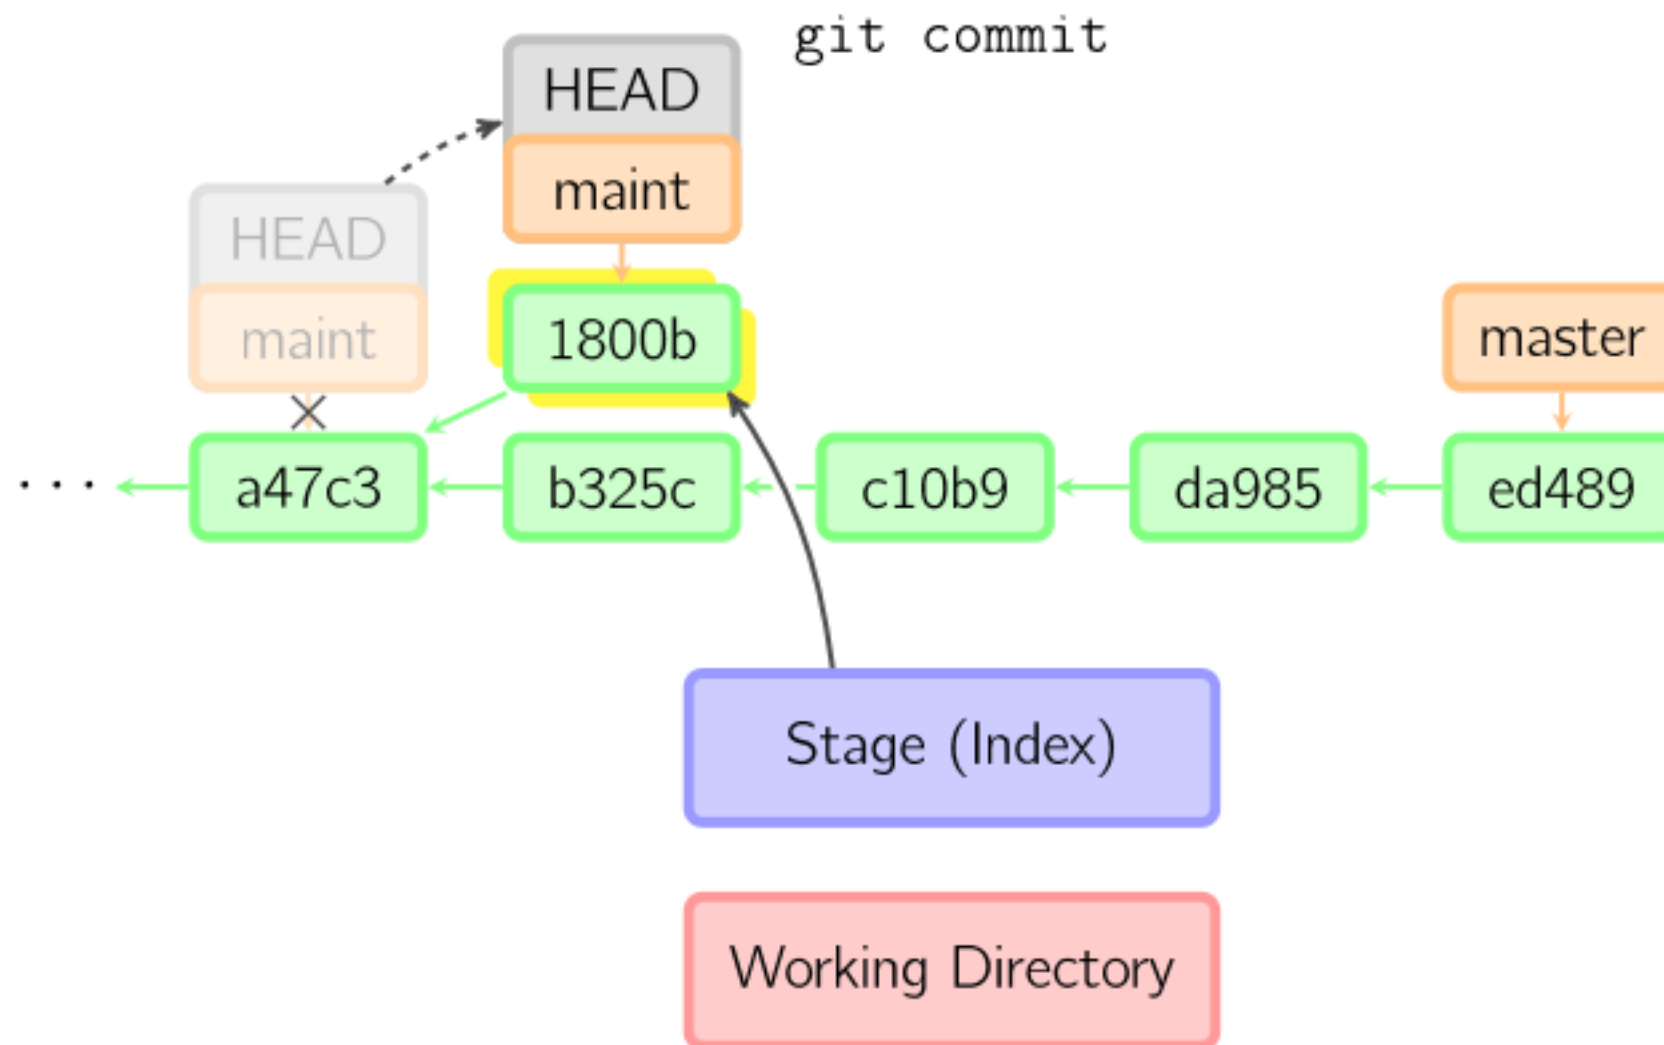 git commit
HEAD
maint
HEAD
maint
1800b
master
... a47c3 b325c c10b9 da985 ed489
Stage (Index)
Working Directory